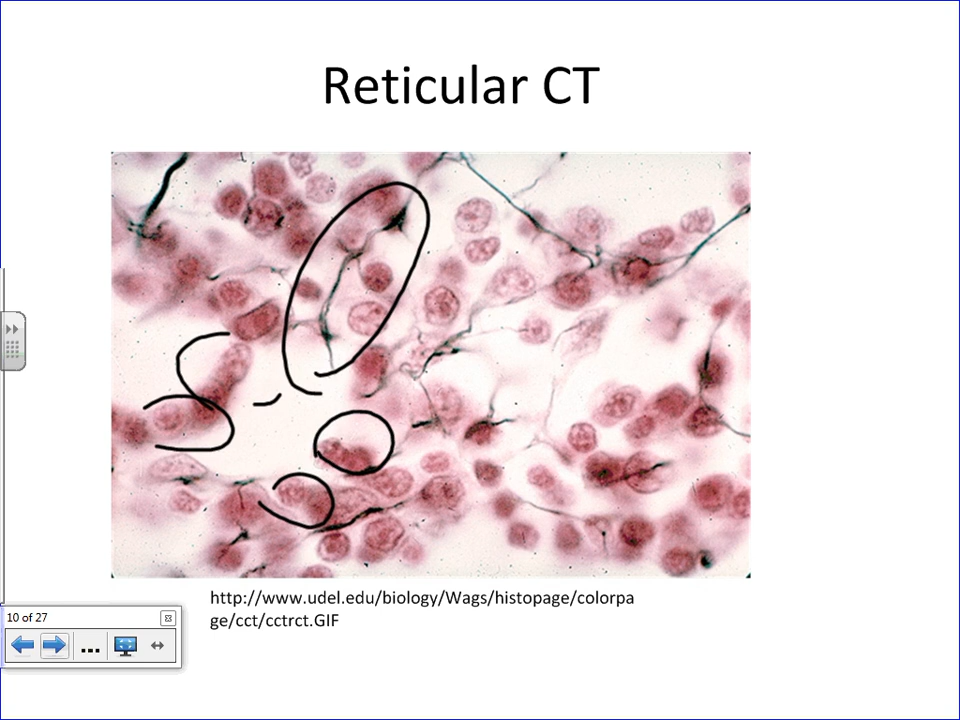 Reticular CT
http://www.udel.edu/biology/Wags/histopage/colorpa
ge/cct/cctrct.GIF
10 of 27
...